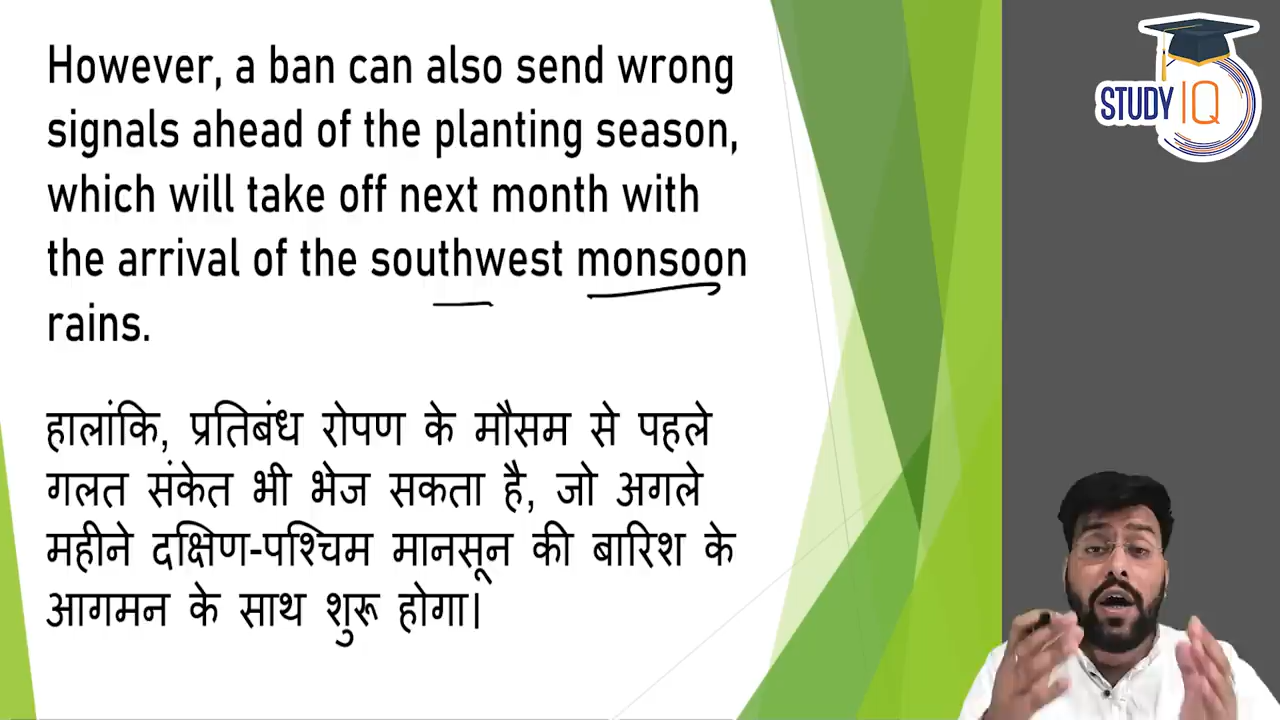 However, a ban can also send wrong
signals ahead of the planting season,
which will take off next month with
the arrival of the southwest monsoon
rains.
हालांकि, प्रतिबंध रोपण के मौसम से पहले
गलत संकेत भी भेज सकता है, जो अगले
महीने दक्षिण-पश्चिम मानसून की बारिश के
आगमन के साथ शुरू होगा।
STUDY IQ